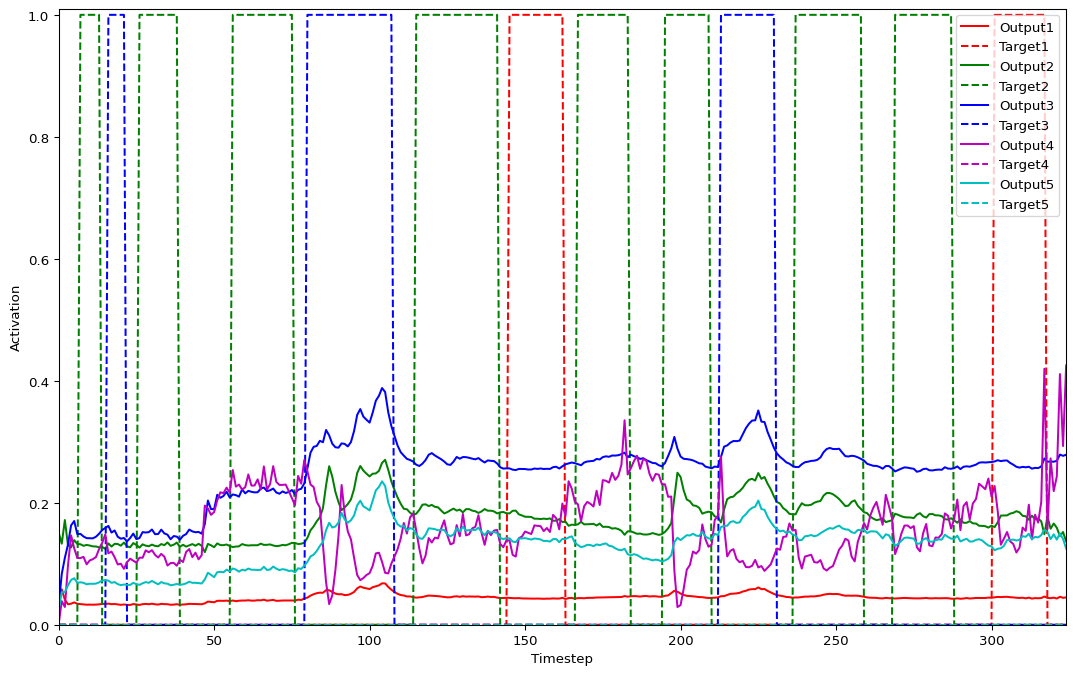 1.0
0.8
0.6
0.4
0.2
0.0
Activation
0
50
100
150
200
250
300
Timestep
Output1
Target1
Output2
Target2
Output3
Target3
Output4
Target4
Output5
Target5